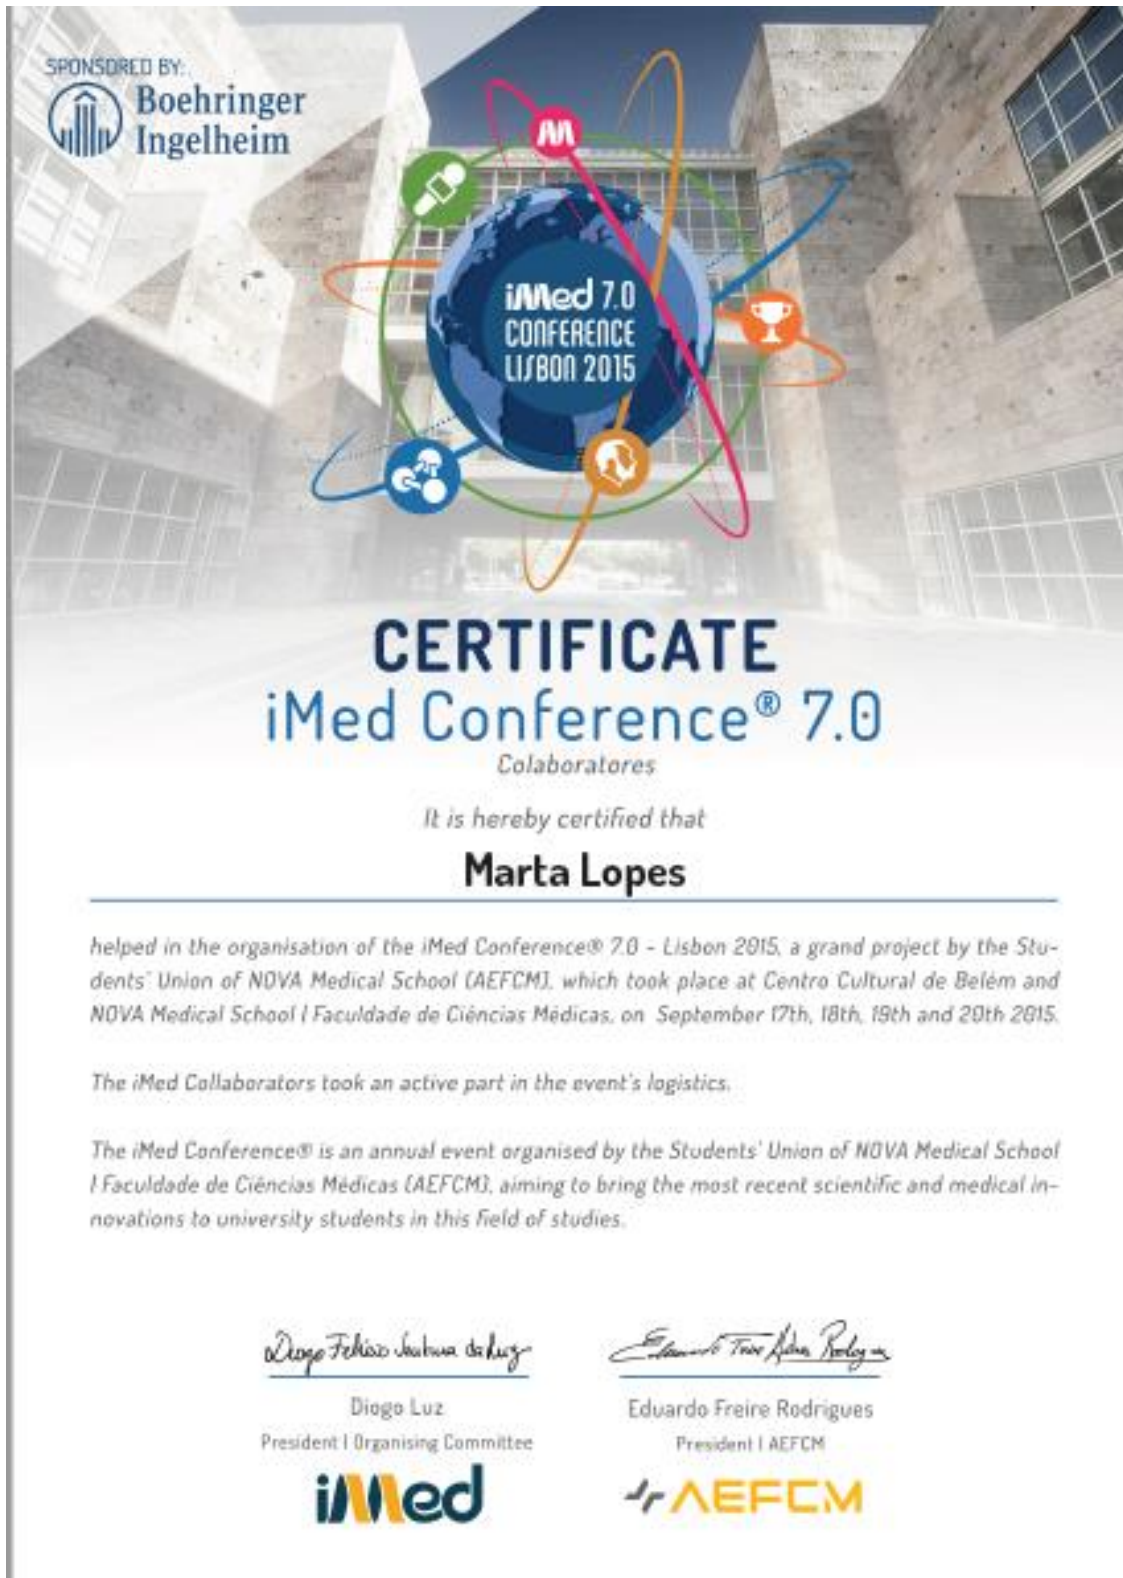 SPONSORED BY:
Boehringer
Ingelheim
iMed 7.0
CONFERENCE
LISBON 2015
CERTIFICATE
iMed Conference® 7.0
Colaboratores
It is hereby certified that
Marta Lopes
helped in the organisation of the iMed Conference® 7.0 - Lisbon 2015, a grand project by the Stu-
dents' Union of NOVA Medical School (AEFCM), which took place at Centro Cultural de Belém and
NOVA Medical School | Faculdade de Ciências Médicas, on September 17th, 18th, 19th and 20th 2015.
The iMed Collaborators took an active part in the event's logistics.
The iMed Conference® is an annual event organised by the Students' Union of NOVA Medical School
| Faculdade de Ciências Médicas (AEFCM), aiming to bring the most recent scientific and medical in-
novations to university students in this field of studies.
Diogo Luz
Eduardo Freire Rodrigues
President | Organising Committee
President | AEFCM
iMed
AEFCM